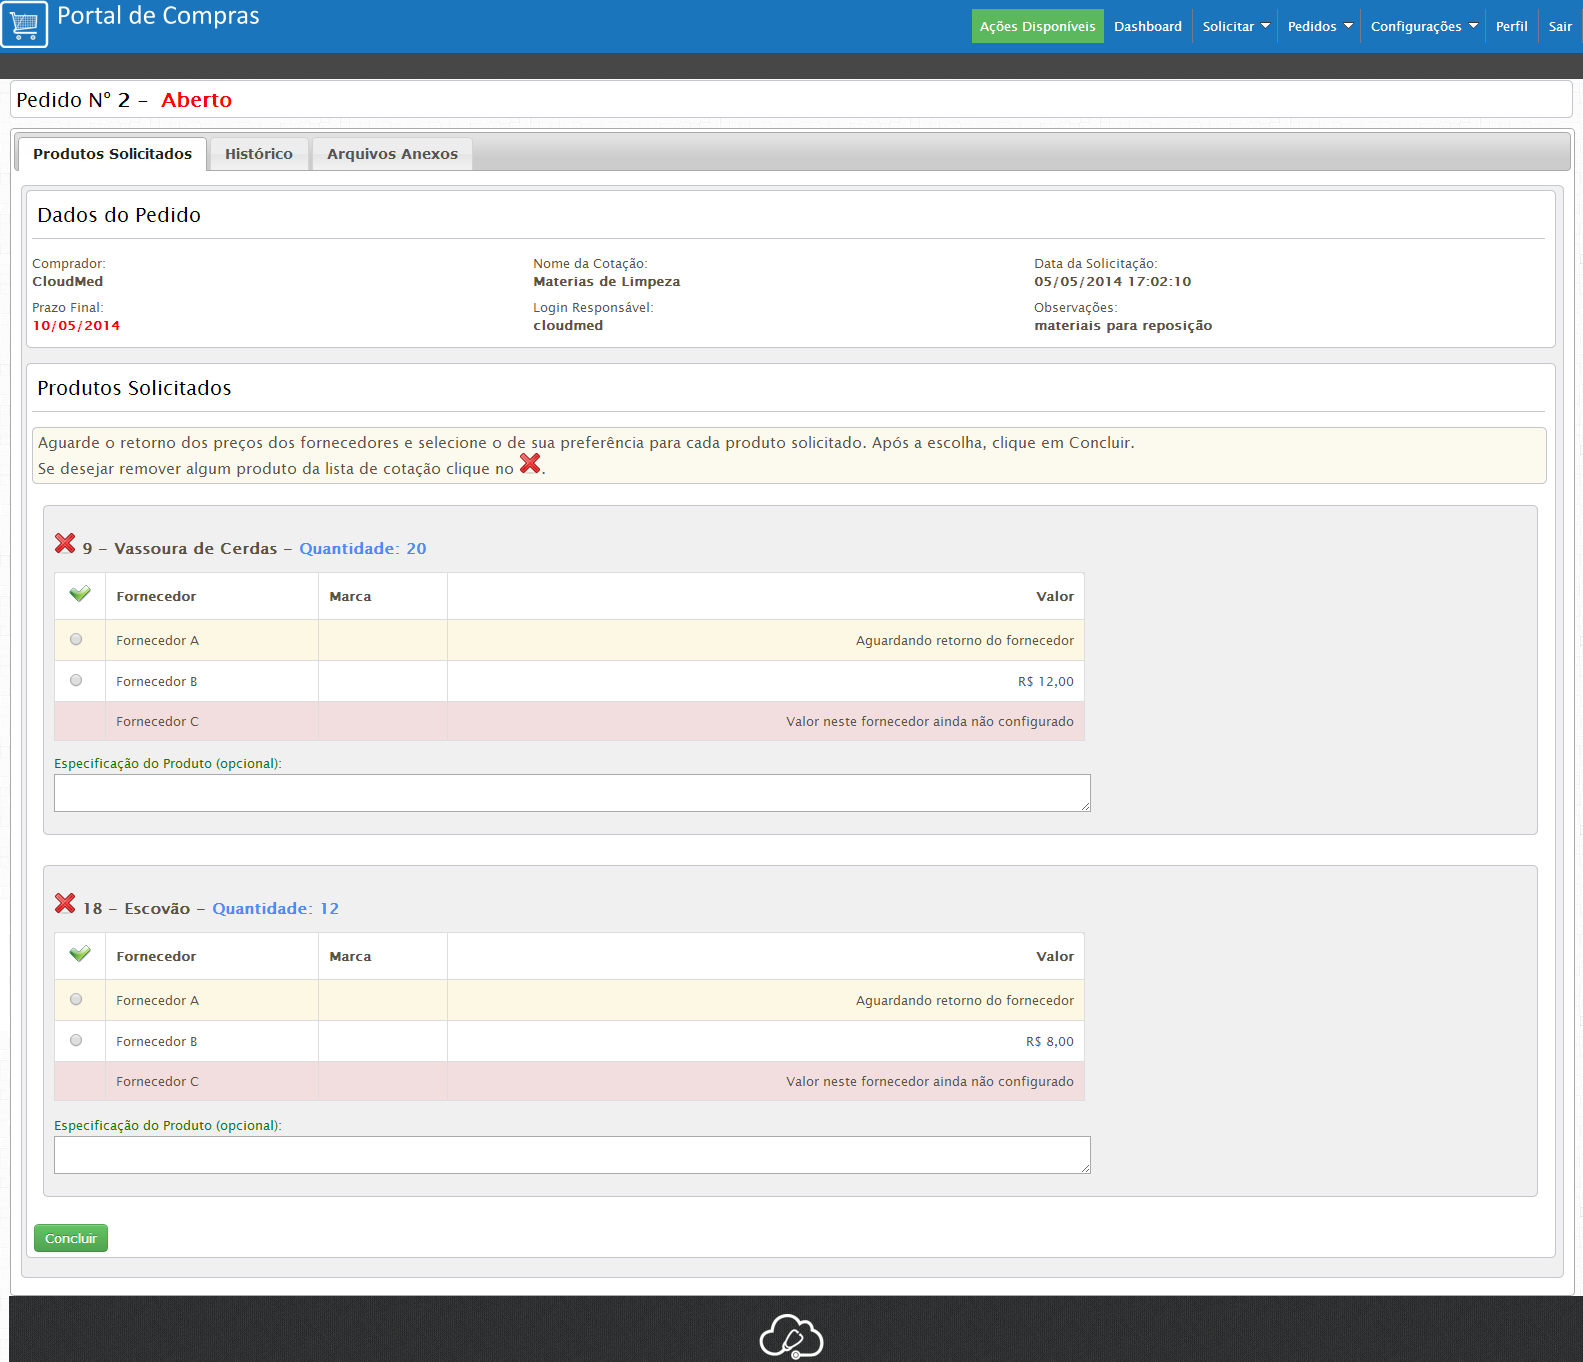 Portal de Compras
Ações Disponíveis Dashboard Solicitar Pedidos Configurações Perfil Sair
Pedido Nº 2 - Aberto
Produtos Solicitados Histórico Arquivos Anexos
Dados do Pedido
Comprador: Nome da Cotação: Data da Solicitação:
CloudMed Materias de Limpeza 05/05/2014 17:02:10
Prazo Final: Login Responsável: Observações:
10/05/2014 cloudmed materiais para reposição
Produtos Solicitados
Aguarde o retorno dos preços dos fornecedores e selecione o de sua preferência para cada produto solicitado. Após a escolha, clique em Concluir.
Se desejar remover algum produto da lista de cotação clique no .
9 - Vassoura de Cerdas - Quantidade: 20
Fornecedor Marca Valor
Fornecedor A Aguardando retorno do fornecedor
Fornecedor B R$ 12,00
Fornecedor C Valor neste fornecedor ainda não configurado
Especificação do Produto (opcional):
18 - Escovão - Quantidade: 12
Fornecedor Marca Valor
Fornecedor A Aguardando retorno do fornecedor
Fornecedor B R$ 8,00
Fornecedor C Valor neste fornecedor ainda não configurado
Especificação do Produto (opcional):
Concluir